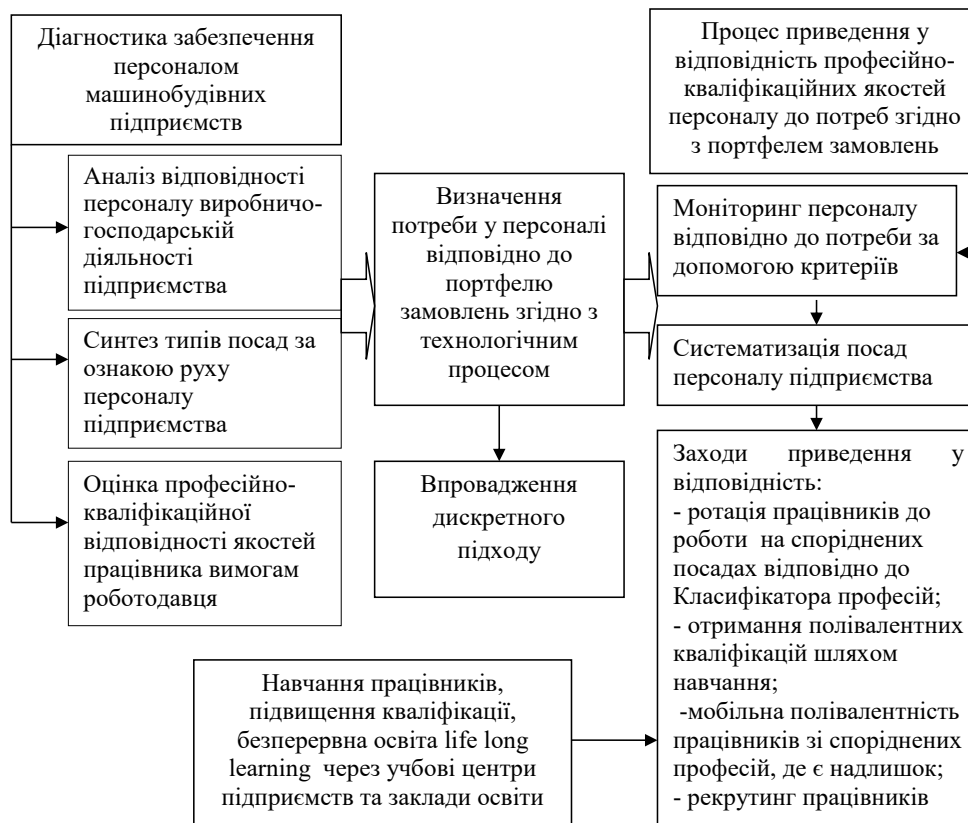 Діагностика забезпечення
персоналом
машинобудівних
підприємств
Аналіз відповідності
персоналу виробничо-
господарській
діяльності
підприємства
Синтез типів посад за
ознакою руху
персоналу
підприємства
Оцінка професійно-
кваліфікаційної
відповідності якостей
працівника вимогам
роботодавця
Визначення
потреби у персоналі
відповідно до
портфелю
замовлень згідно з
технологічним
процесом
Впровадження
дискретного
підходу
Процес приведення у
відповідність професійно-
кваліфікаційних якостей
персоналу до потреб згідно
з портфелем замовлень
Моніторинг персоналу
відповідно до потреби за
допомогою критеріїв
Систематизація посад
персоналу підприємства
Заходи приведення у
відповідність:
- ротація працівників до
роботи на споріднених
посадах відповідно до
Класифікатора професій;
- отримання полівалентних
кваліфікацій шляхом
навчання;
-мобільна полівалентність
працівників зі споріднених
професій, де є надлишок;
- рекрутинг працівників
Навчання працівників,
підвищення кваліфікації,
безперервна освіта life long
learning через учбові центри
підприємств та заклади освіти